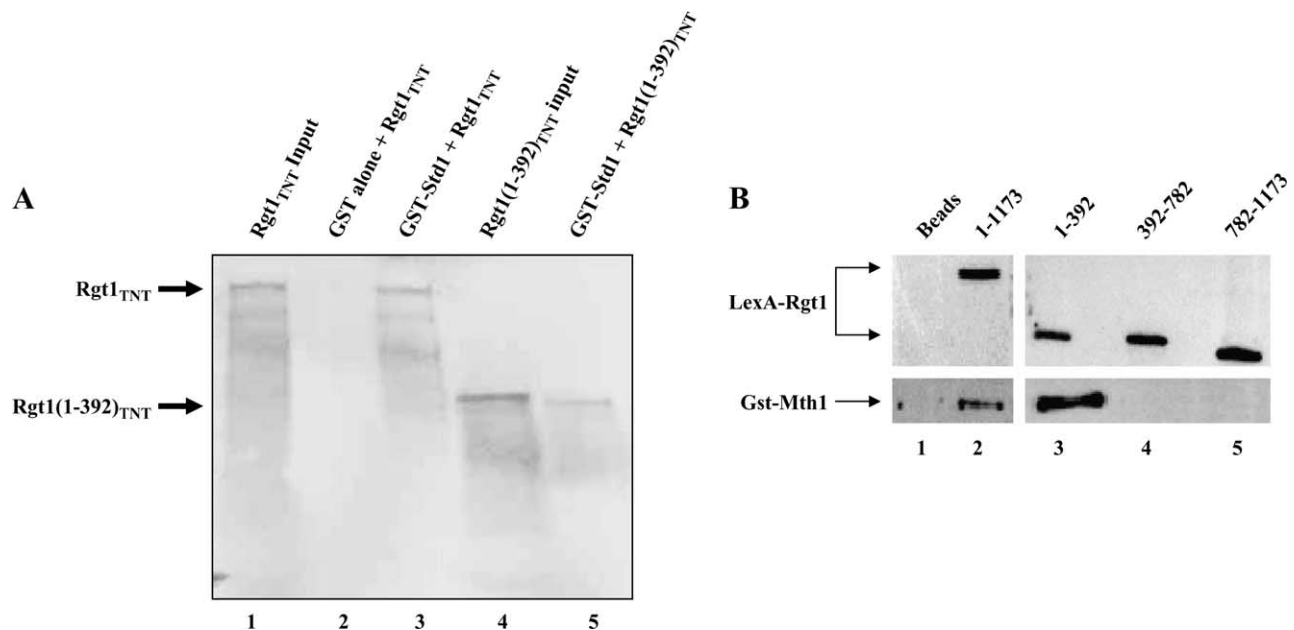 A
Rgt1TNT Input
GST alone + Rgt1TNT
GST-Std1 + Rgt1TNT
Rgt1(1-392)TNT input
GST-Std1 + Rgt1(1-392)TNT
Rgt1TNT
Rgt1(1-392)TNT
1 2 3 4 5
B
Beads
1-1173
1-392
392-782
782-1173
LexA-Rgt1
Gst-Mth1
1 2 3 4 5